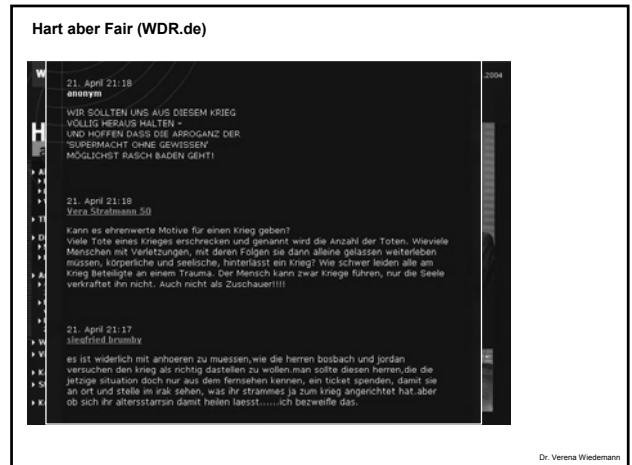 Hart aber Fair (WDR.de)
21. April 21:18
anonym
WIR SOLLTEN UNS AUS DIESEM KRIEG
VÖLLIG HERAUS HALTEN -
UND HOFFEN DASS DIE ARROGANZ DER
'SUPERMACHT OHNE GEWISSEN'
MÖGLICHST RASCH BADEN GEHT!
21. April 21:18
Vera Stratmann 50
Kann es ehrenwerte Motive für einen Krieg geben?
Viele Tote eines Krieges erschrecken und genannt wird die Anzahl der Toten. Wieviele
Menschen mit Verletzungen, mit deren Folgen sie dann alleine gelassen weiterleben
müssen, körperliche und seelische, hinterlässt ein Krieg? Wie schwer leiden alle am
Krieg Beteiligte an einem Trauma. Der Mensch kann zwar Kriege führen, nur die Seele
verkraftet ihn nicht. Auch nicht als Zuschauer!!!!
21. April 21:17
siegfried brumby
es ist widerlich mit anhoeren zu muessen,wie die herren bosbach und jordan
versuchen den krieg als richtig dastellen zu wollen.man sollte diesen herren,die die
jetzige situation doch nur aus dem fernsehen kennen, ein ticket spenden, damit sie
an ort und stelle im irak sehen, was ihr strammes ja zum krieg angerichtet hat.aber
ob sich ihr altersstarrsin damit heilen laesst......ich bezweifle das.
.2004
Dr. Verena Wiedemann